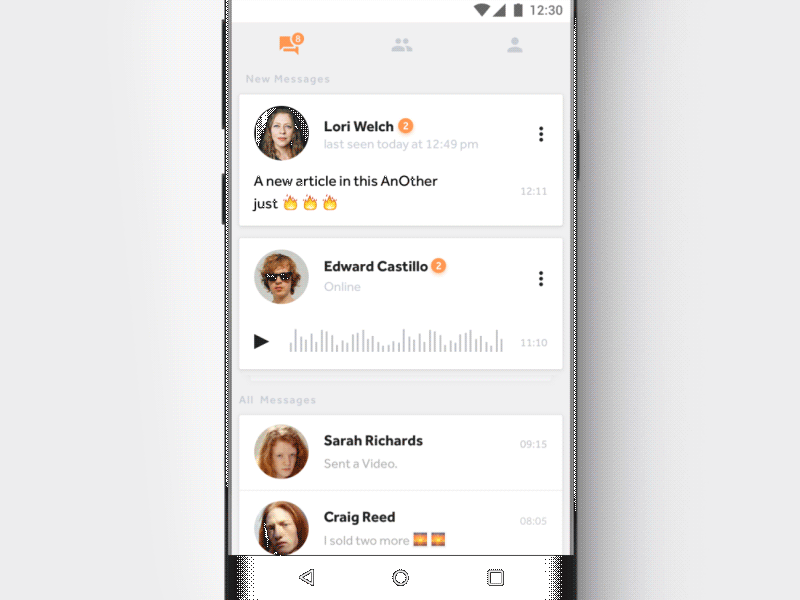 12:30
8
New Messages
Lori Welch 2
last seen today at 12:49 pm
A new article in this AnOther
just 🔥 🔥 🔥
12:11
Edward Castillo 2
Online
11:10
All Messages
Sarah Richards
09:15
Sent a Video.
Craig Reed
08:05
I sold two more 🌅 🌅